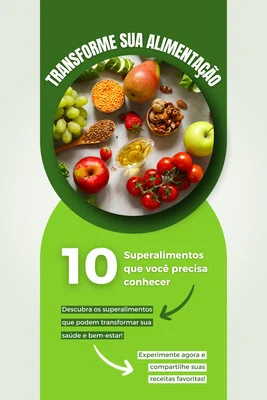 TRANSFORME SUA ALIMENTAÇÃO
10
Superalimentos
que você precisa
conhecer
Descubra os superalimentos
que podem transformar sua
saúde e bem-estar!
Experimente agora e
compartilhe suas
receitas favoritas!